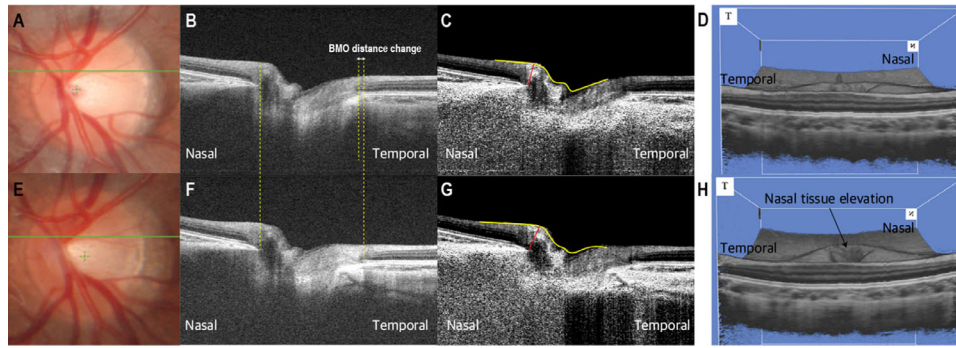 A
B
BMO distance change
Nasal
Temporal
C
Nasal
Temporal
D
T
N
Nasal
Temporal
E
F
Nasal
Temporal
G
Nasal
Temporal
H
T
Nasal tissue elevation
N
Nasal
Temporal